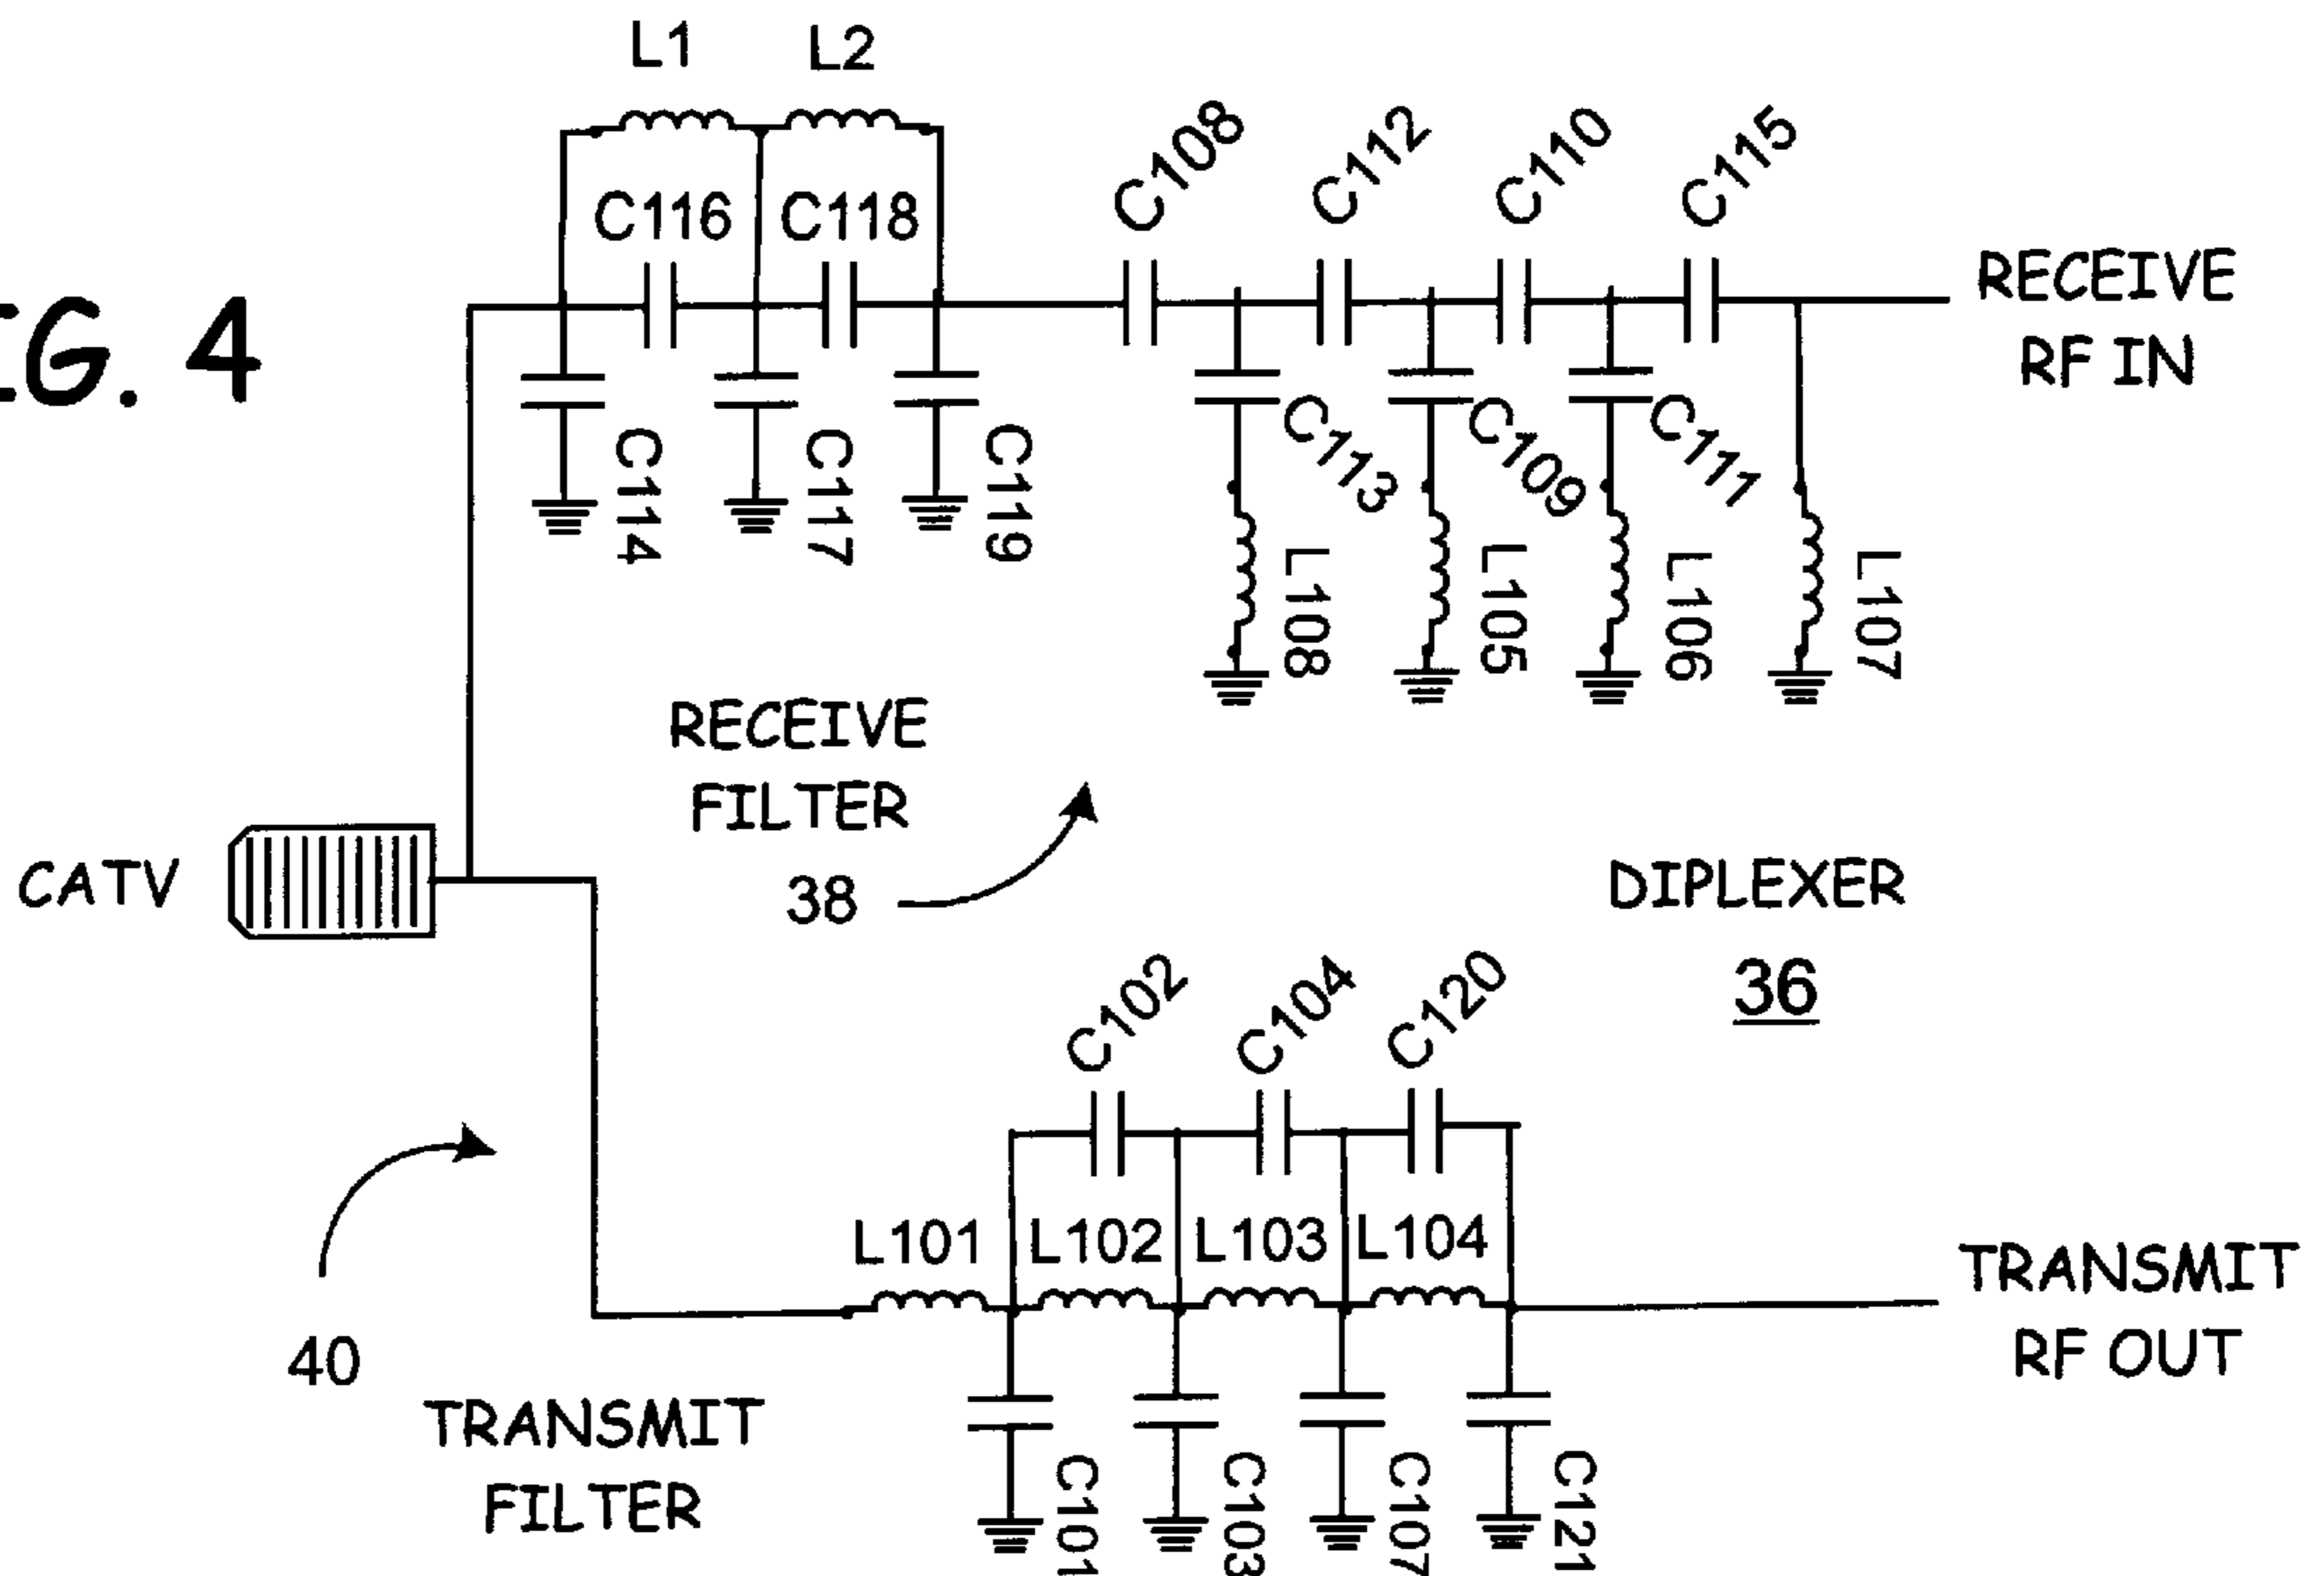 L1 L2
C108 C112 C110 C115
C116 C118
RECEIVE
RF IN
G. 4
C114 C117 C119 C113 C109 C111
L108 L105 L106 L107
RECEIVE
FILTER
38
CATV
DIPLEXER
36
C102 C104 C120
L101 L102 L103 L104
TRANSMIT
RF OUT
40
TRANSMIT
FILTER
C101 C103 C107 C121